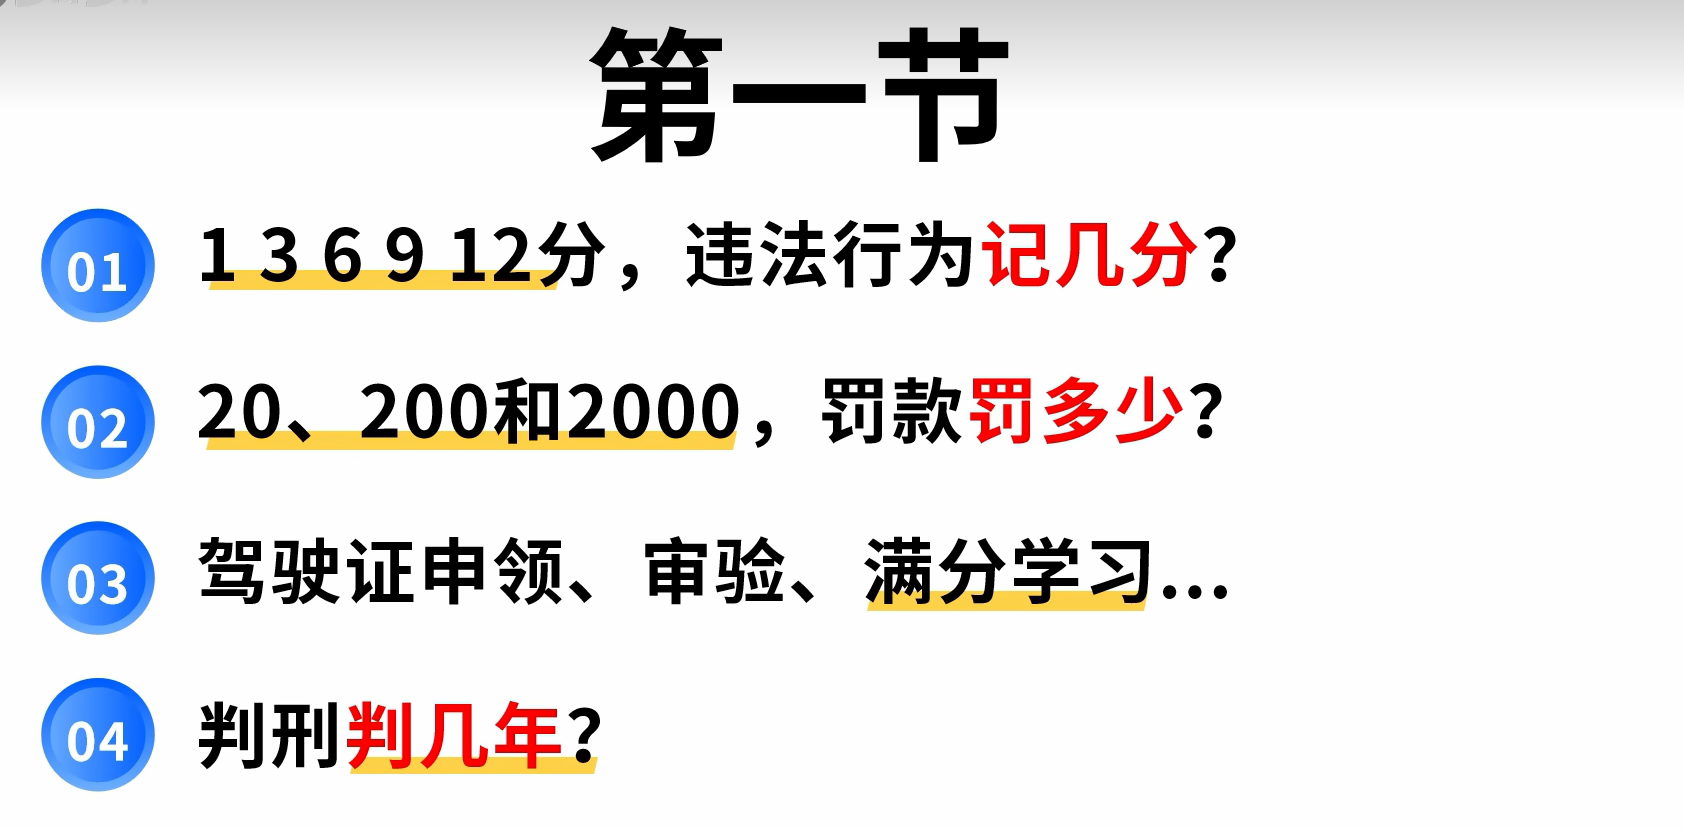 第一节
01 1 3 6 9 12分，违法行为记几分?
02 20、200和2000，罚款罚多少?
03 驾驶证申领、审验、满分学习...
04 判刑判几年?